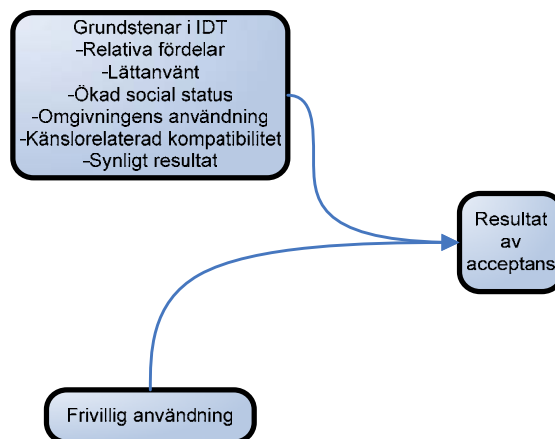 Grundstenar i IDT
-Relativa fördelar
-Lättanvänt
-Ökad social status
-Omgivningens användning
-Känslorelaterad kompatibilitet
-Synligt resultat
Resultat
av
acceptans
Frivillig användning